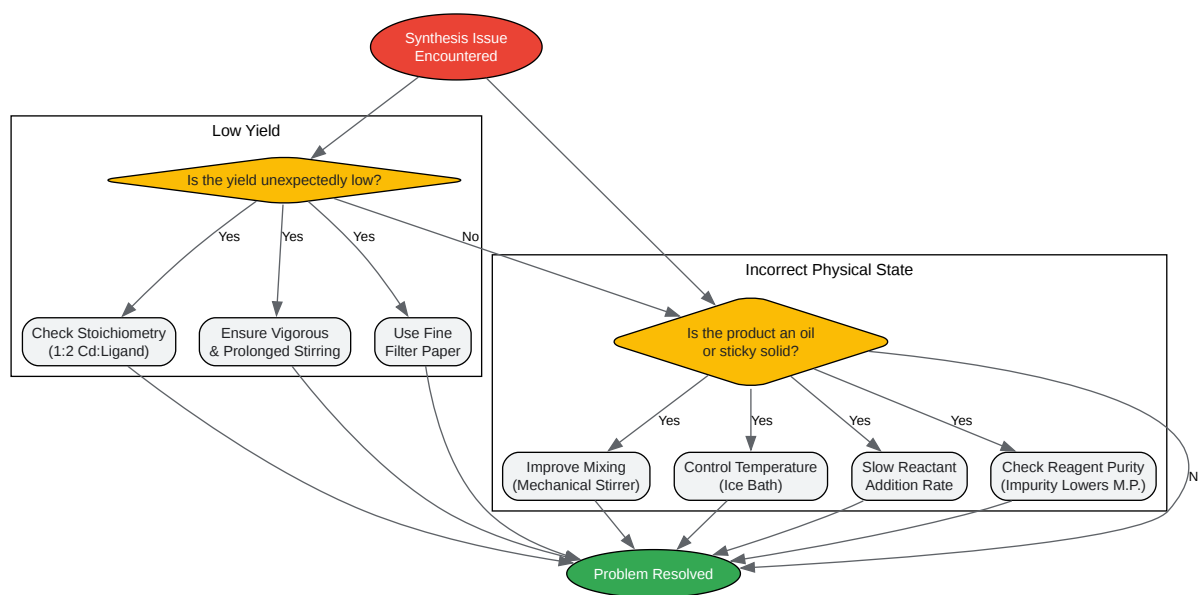 Synthesis Issue
Encountered
Low Yield
Is the yield unexpectedly low?
Yes
Yes
Yes
No
Incorrect Physical State
Check Stoichiometry
(1:2 Cd:Ligand)
Ensure Vigorous
& Prolonged Stirring
Use Fine
Filter Paper
Is the product an oil
or sticky solid?
Yes
Yes
Yes
Yes
Improve Mixing
(Mechanical Stirrer)
Control Temperature
(Ice Bath)
Slow Reactant
Addition Rate
Check Reagent Purity
(Impurity Lowers M.P.)
N
Problem Resolved